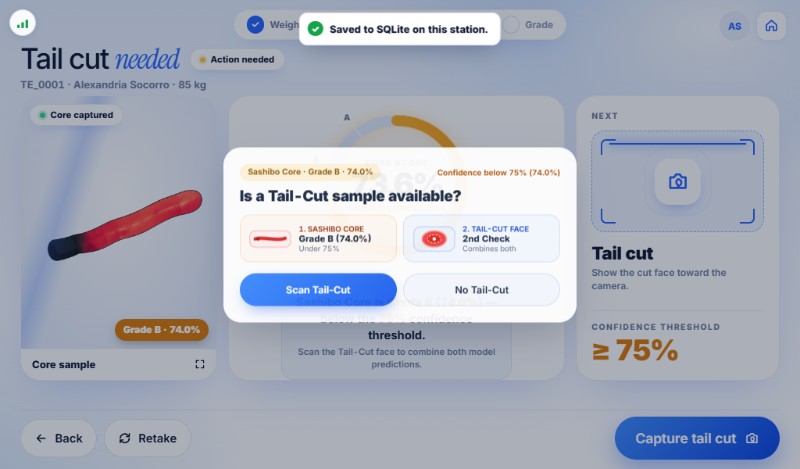 Weigh
Saved to SQLite on this station.
Grade
AS
Tail cut needed
Action needed
TE_0001 · Alexandria Socorro · 85 kg
Core captured
A
NEXT
Sashibo Core · Grade B · 74.0%
Confidence below 75% (74.0%)
Is a Tail-Cut sample available?
1. SASHIBO CORE
Grade B (74.0%)
Under 75%
2. TAIL-CUT FACE
2nd Check
Combines both
Scan Tail-Cut
No Tail-Cut
threshold.
Scan the Tail-Cut face to combine both model
predictions.
Grade B · 74.0%
Core sample
Tail cut
Show the cut face toward the
camera.
CONFIDENCE THRESHOLD
≥ 75%
Back
Retake
Capture tail cut